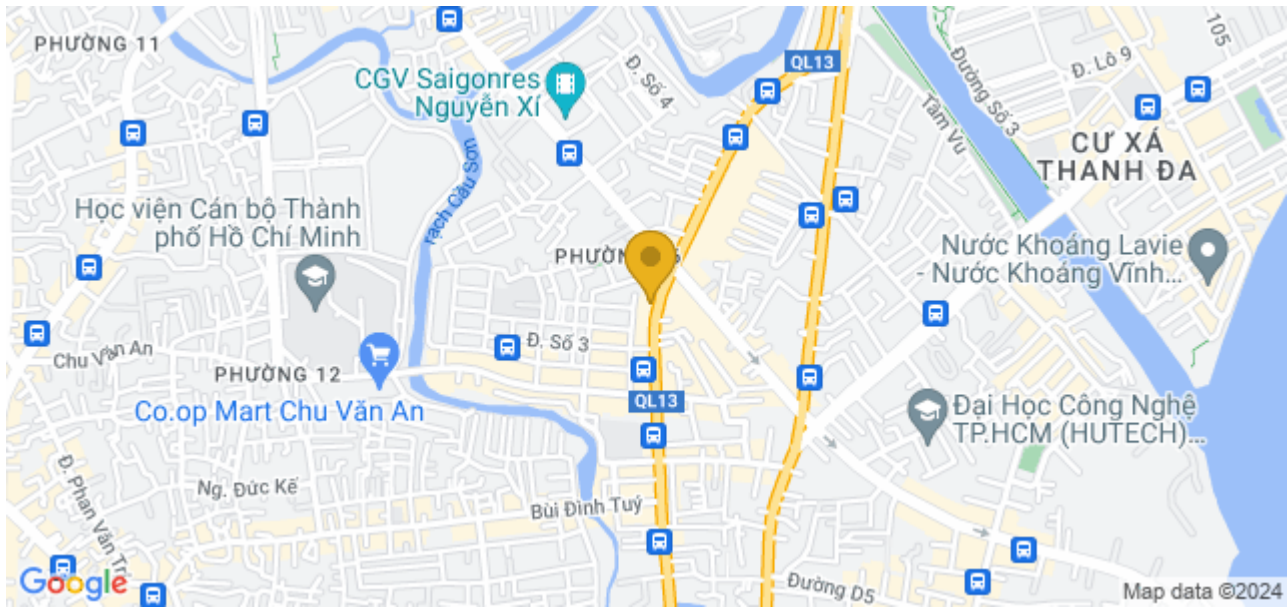 PHƯỜNG 11
CGV Saigonres
Nguyễn Xí
Đ. Số 4
QL13
Đường Số 3
Đ. Lô 9
105
Tầm Vu
CƯ XÁ
THANH ĐA
rạch Cầu Sơn
Học viện Cán bộ Thành
phố Hồ Chí Minh
Nước Khoáng Lavie
- Nước Khoáng Vĩnh...
Đ. Số 3
Chu Văn An
PHƯỜNG 12
Co.op Mart Chu Văn An
QL13
Đại Học Công Nghệ
TP.HCM (HUTECH)...
Đ. Phan Văn Trị
Ng. Đức Kế
Bùi Đình Tuý
Đường D5
Google
Map data ©2024